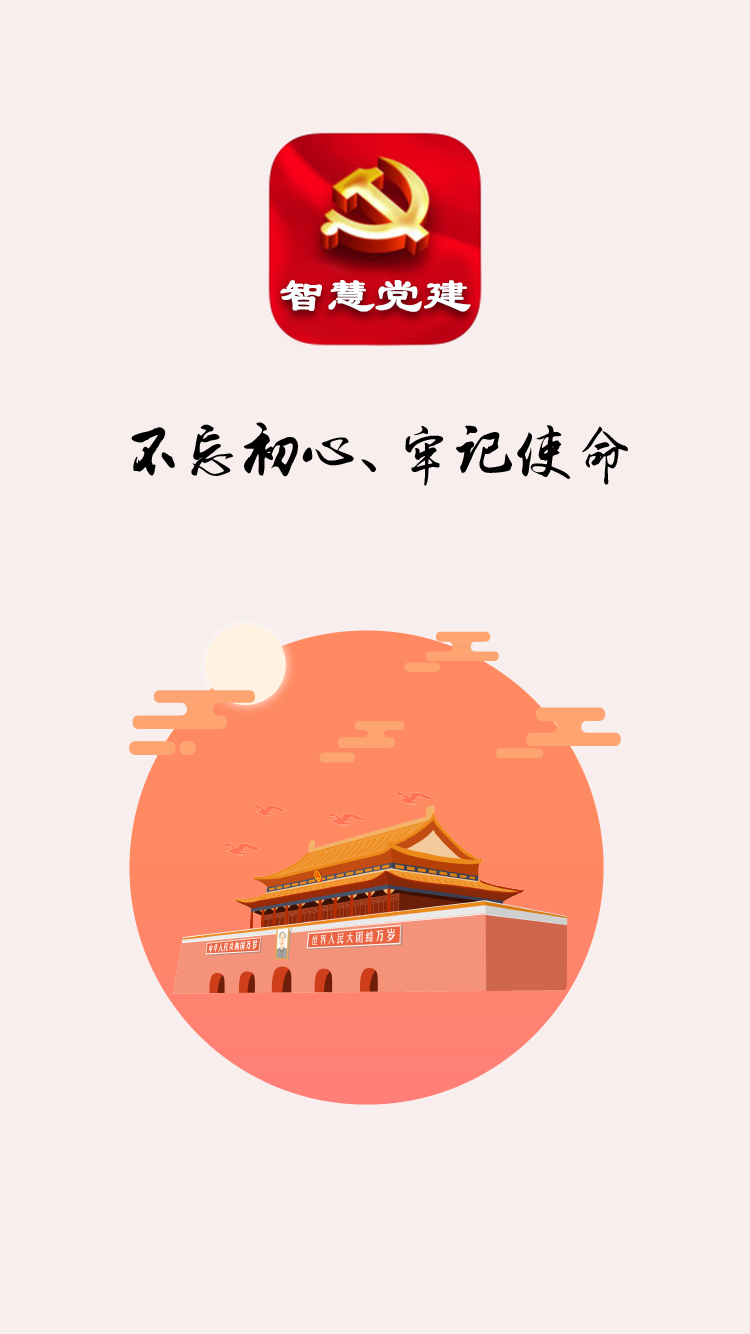 智慧党建
不忘初心、牢记使命
中华人民共和国万岁
世界人民大团结万岁